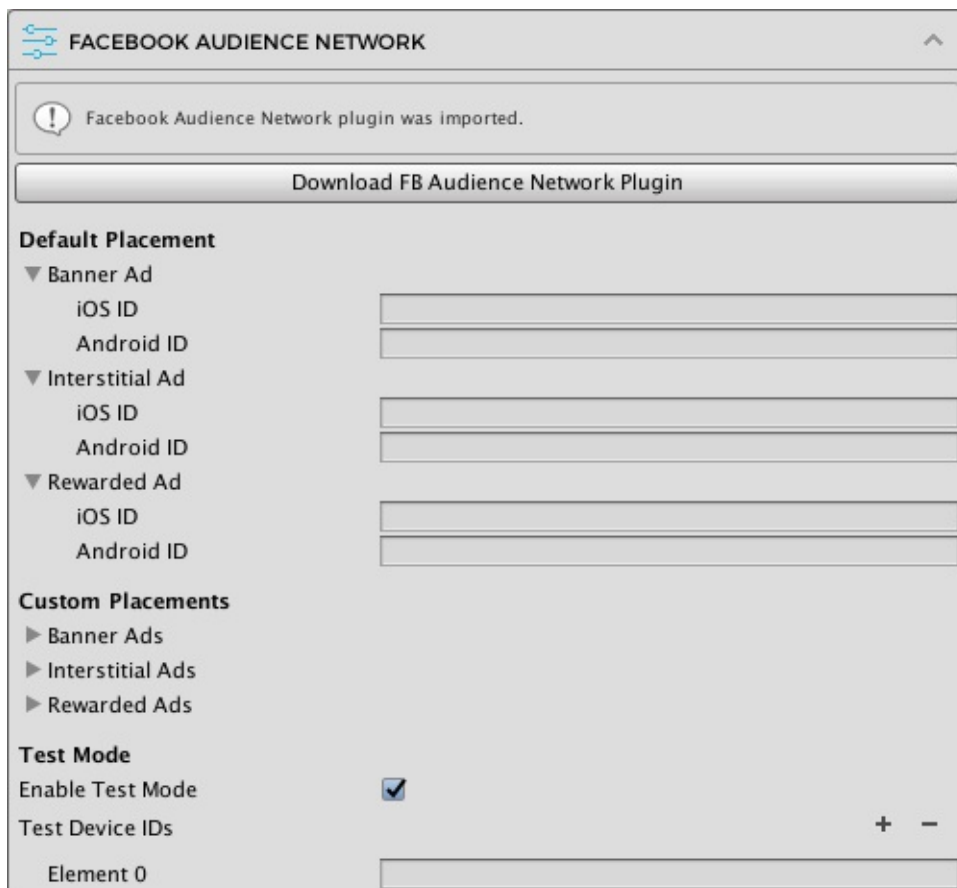 FACEBOOK AUDIENCE NETWORK
Facebook Audience Network plugin was imported.
Download FB Audience Network Plugin
Default Placement
Banner Ad
iOS ID
Android ID
Interstitial Ad
iOS ID
Android ID
Rewarded Ad
iOS ID
Android ID
Custom Placements
Banner Ads
Interstitial Ads
Rewarded Ads
Test Mode
Enable Test Mode
Test Device IDs
Element 0